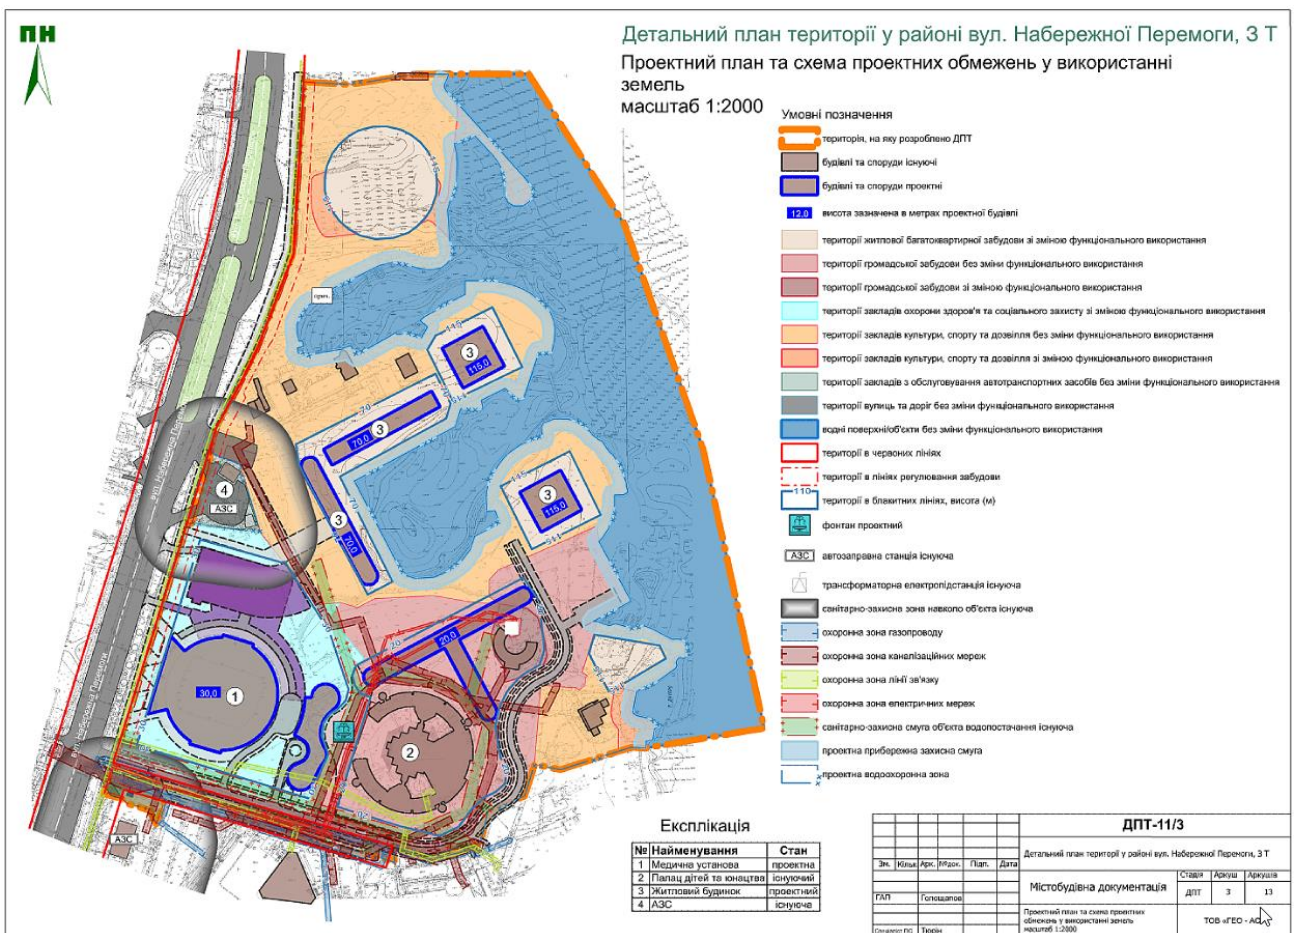 ПН
Детальний план території у районі вул. Набережної Перемоги, 3 Т
Проектний план та схема проектних обмежень у використанні
земель
масштаб 1:2000
Умовні позначення
територія, на яку розроблено ДПТ
будівлі та споруди існуючі
будівлі та споруди проектні
12,0 висота зазначена в метрах проектної будівлі
території житлової багатоквартирної забудови зі зміною функціонального використання
території громадської забудови без зміни функціонального використання
території громадської забудови зі зміною функціонального використання
території закладів охорони здоров'я та соціального захисту зі зміною функціонального використання
території закладів культури, спорту та дозвілля без зміни функціонального використання
території закладів культури, спорту та дозвілля зі зміною функціонального використання
території закладів з обслуговування автотранспортних засобів без зміни функціонального використання
території вулиць та доріг без зміни функціонального використання
водні поверхні/об'єкти без зміни функціонального використання
території в червоних лініях
території в лініях регулювання забудови
110 території в блакитних лініях, висота (м)
фонтан проектний
АЗС автозаправна станція існуюча
трансформаторна електропідстанція існуюча
санітарно-захисна зона навколо об'єкта існуюча
охоронна зона газопроводу
охоронна зона каналізаційних мереж
охоронна зона лінії зв'язку
охоронна зона електричних мереж
санітарно-захисна смуга об'єкта водопостачання існуюча
проектна прибережна захисна смуга
проектна водоохоронна зона
115
3
115,0
115
70
3
70,0
70
3
70,0
115
3
115,0
115
4
АЗС
20
20,0
30,0
1
2
АЗС
вул. Набережна Перемоги
Експлікація
№ Найменування Стан
1 Медична установа проектна
2 Палац дітей та юнацтва існуючий
3 Житловий будинок проектний
4 АЗС існуюча
ДПТ-11/3
Детальний план території у районі вул. Набережної Перемоги, 3 Т
Зм. Кільк. Арк. №док. Підп. Дата
Містобудівна документація
Стадія Аркуш Аркушів
ДПТ 3 13
ГАП
Проектний план та схема проектних
обмежень у використанні земель
масштаб 1:2000
ТОВ «ГЕО -